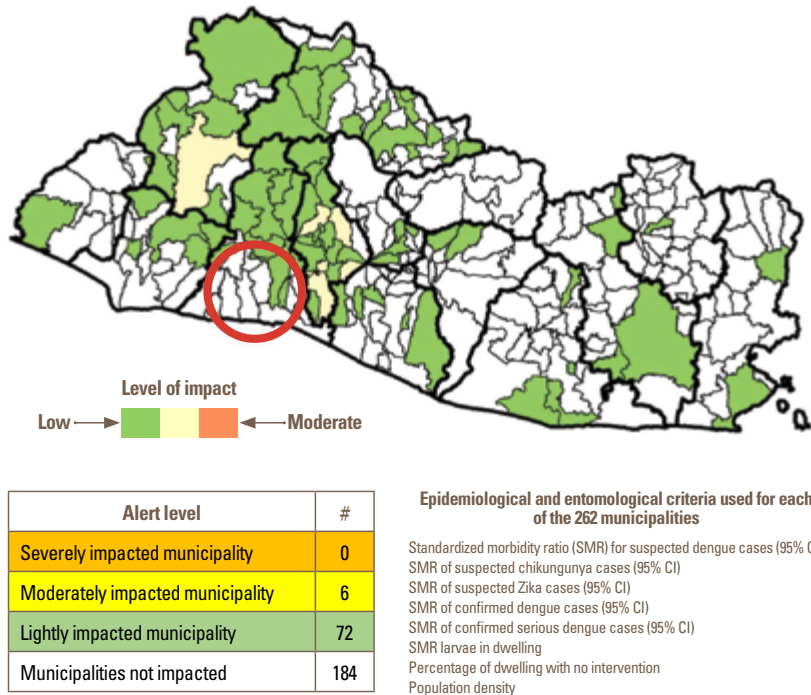 Level of impact
Low
Moderate
Alert level #
Severely impacted municipality 0
Moderately impacted municipality 6
Lightly impacted municipality 72
Municipalities not impacted 184
Epidemiological and entomological criteria used for each
of the 262 municipalities
Standardized morbidity ratio (SMR) for suspected dengue cases (95%
SMR of suspected chikungunya cases (95% CI)
SMR of suspected Zika cases (95% CI)
SMR of confirmed dengue cases (95% CI)
SMR of confirmed serious dengue cases (95% CI)
SMR larvae in dwelling
Percentage of dwelling with no intervention
Population density